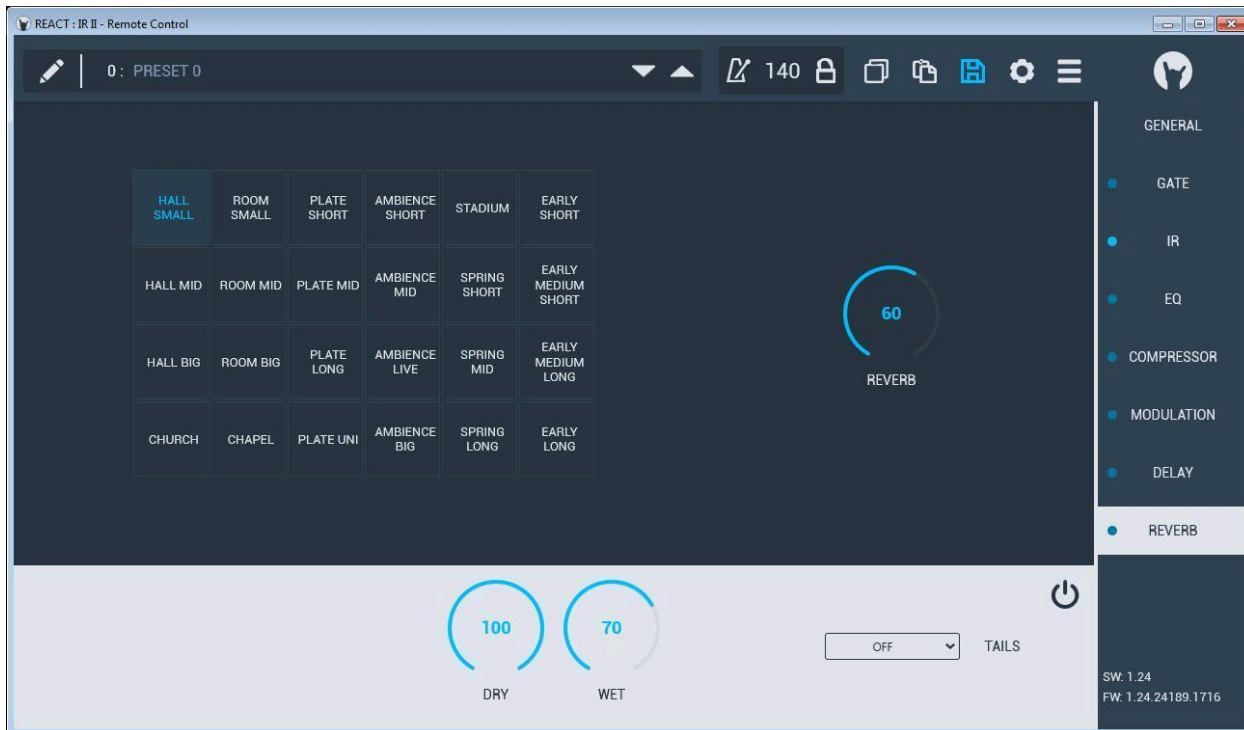 REACT : IR II - Remote Control
0 : PRESET 0
140
GENERAL
GATE
IR
EQ
COMPRESSOR
MODULATION
DELAY
REVERB
HALL
SMALL
ROOM
SMALL
PLATE
SHORT
AMBIENCE
SHORT
STADIUM
EARLY
SHORT
HALL MID
ROOM MID
PLATE MID
AMBIENCE
MID
SPRING
SHORT
EARLY
MEDIUM
SHORT
HALL BIG
ROOM BIG
PLATE
LONG
AMBIENCE
LIVE
SPRING
MID
EARLY
MEDIUM
LONG
CHURCH
CHAPEL
PLATE UNI
AMBIENCE
BIG
SPRING
LONG
EARLY
LONG
60
REVERB
100
DRY
70
WET
OFF
TAILS
SW: 1.24
FW: 1.24.24189.1716